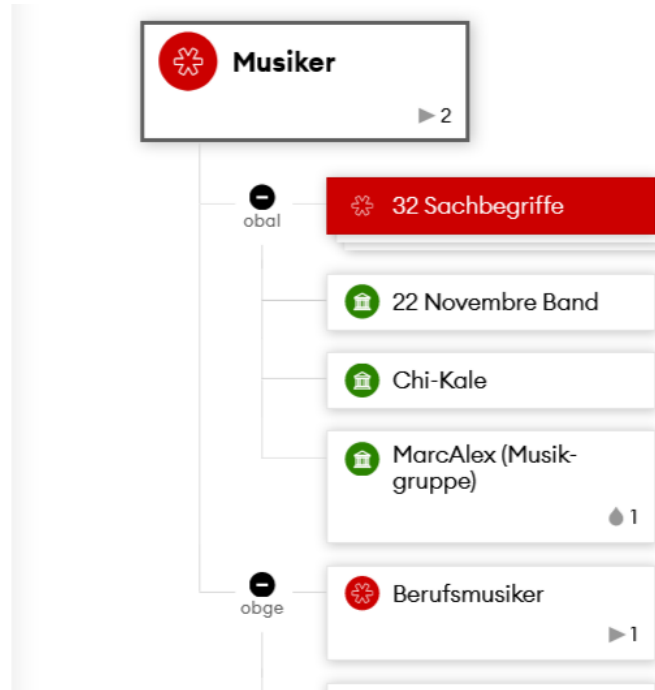 Musiker
2
obal
32 Sachbegriffe
22 Novembre Band
Chi-Kale
MarcAlex (Musik-
gruppe)
1
obge
Berufsmusiker
1